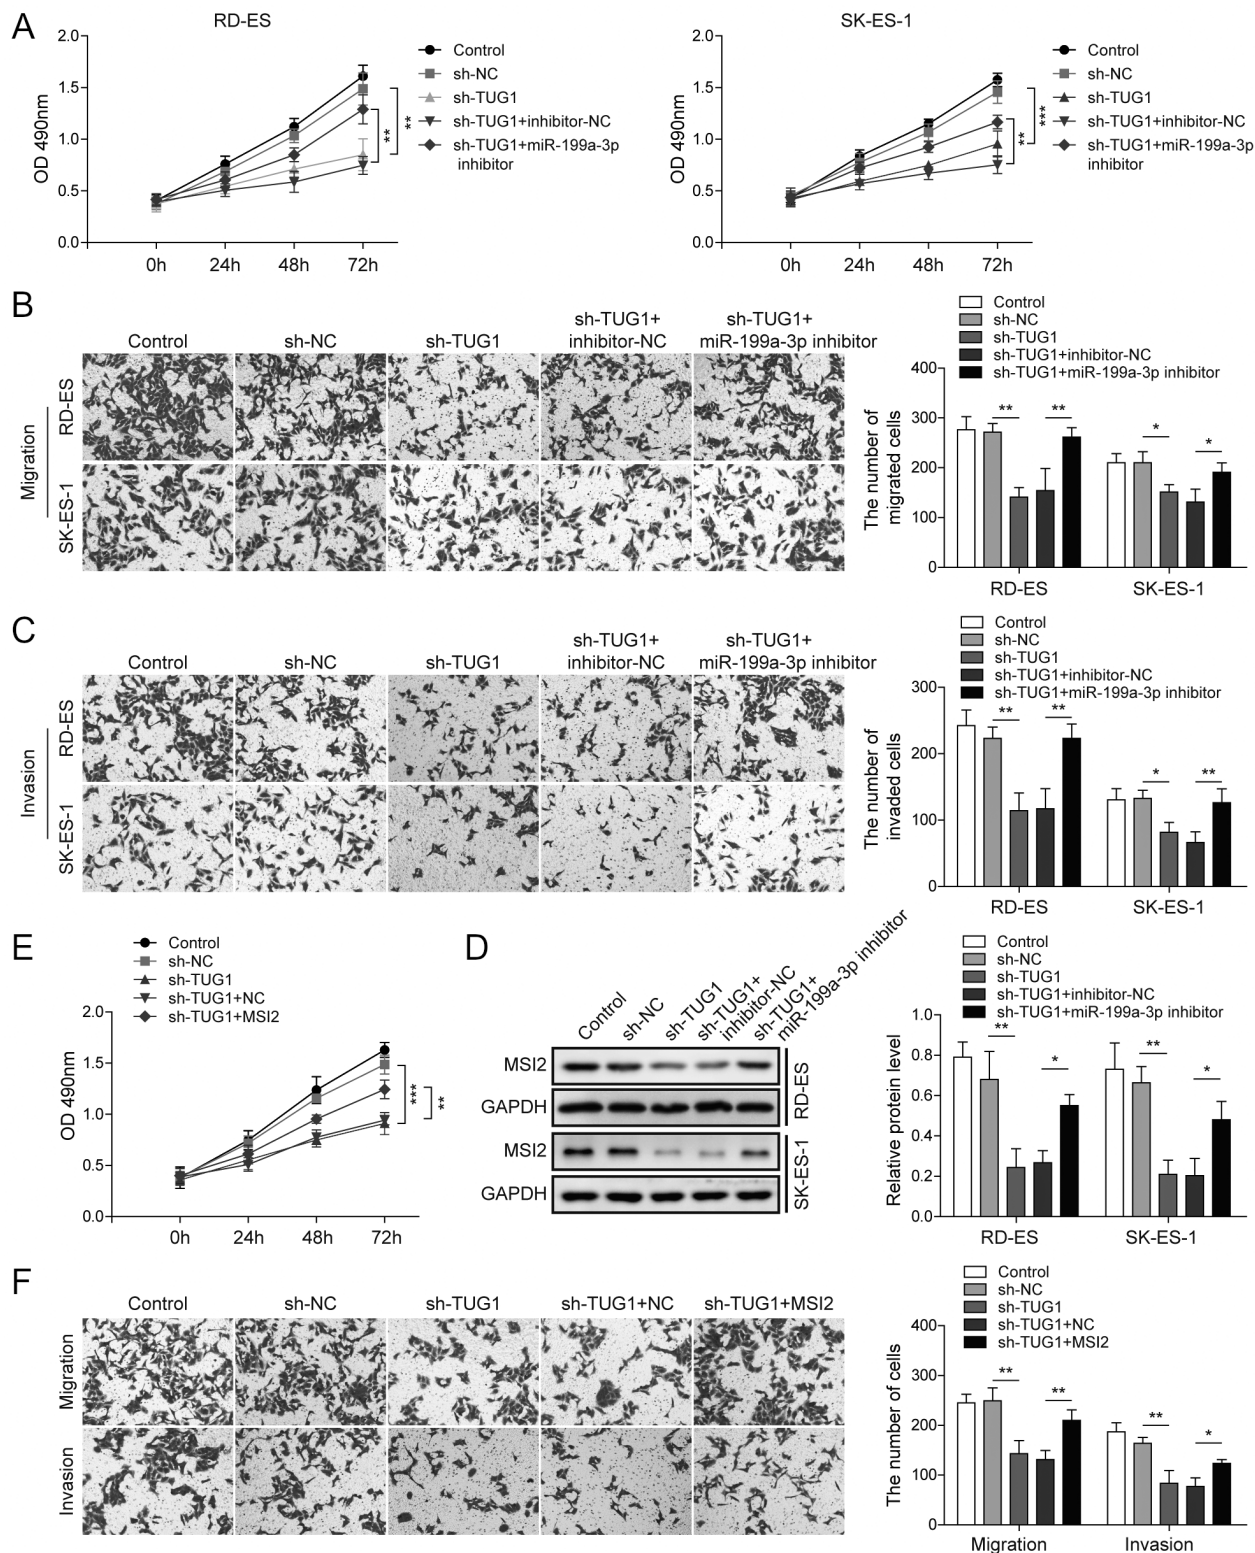 A
RD-ES
2.0
1.5
1.0
0.5
0.0
OD 490nm
0h 24h 48h 72h
Control
sh-NC
sh-TUG1
sh-TUG1+inhibitor-NC
sh-TUG1+miR-199a-3p
inhibitor
**
**
SK-ES-1
2.0
1.5
1.0
0.5
0.0
OD 490nm
0h 24h 48h 72h
Control
sh-NC
sh-TUG1
sh-TUG1+inhibitor-NC
sh-TUG1+miR-199a-3p
inhibitor
**
***
B
Control
sh-NC
sh-TUG1
sh-TUG1+
inhibitor-NC
sh-TUG1+
miR-199a-3p inhibitor
Migration
RD-ES
SK-ES-1
Control
sh-NC
sh-TUG1
sh-TUG1+inhibitor-NC
sh-TUG1+miR-199a-3p inhibitor
The number of
migrated cells
400
300
200
100
0
** ** * *
RD-ES SK-ES-1
C
Control
sh-NC
sh-TUG1
sh-TUG1+
inhibitor-NC
sh-TUG1+
miR-199a-3p inhibitor
Invasion
RD-ES
SK-ES-1
Control
sh-NC
sh-TUG1
sh-TUG1+inhibitor-NC
sh-TUG1+miR-199a-3p inhibitor
The number of
invaded cells
300
200
100
0
** ** * **
RD-ES SK-ES-1
E
Control
sh-NC
sh-TUG1
sh-TUG1+NC
sh-TUG1+MSI2
2.0
1.5
1.0
0.5
0.0
OD 490nm
0h 24h 48h 72h
***
**
D
Control
sh-NC
sh-TUG1
sh-TUG1+
inhibitor-NC
sh-TUG1+
miR-199a-3p inhibitor
MSI2
GAPDH
RD-ES
MSI2
GAPDH
SK-ES-1
Control
sh-NC
sh-TUG1
sh-TUG1+inhibitor-NC
sh-TUG1+miR-199a-3p inhibitor
Relative protein level
1.0
0.8
0.6
0.4
0.2
0.0
** * ** *
RD-ES SK-ES-1
F
Control
sh-NC
sh-TUG1
sh-TUG1+NC
sh-TUG1+MSI2
Migration
Invasion
Control
sh-NC
sh-TUG1
sh-TUG1+NC
sh-TUG1+MSI2
The number of cells
400
300
200
100
0
** ** ** *
Migration Invasion